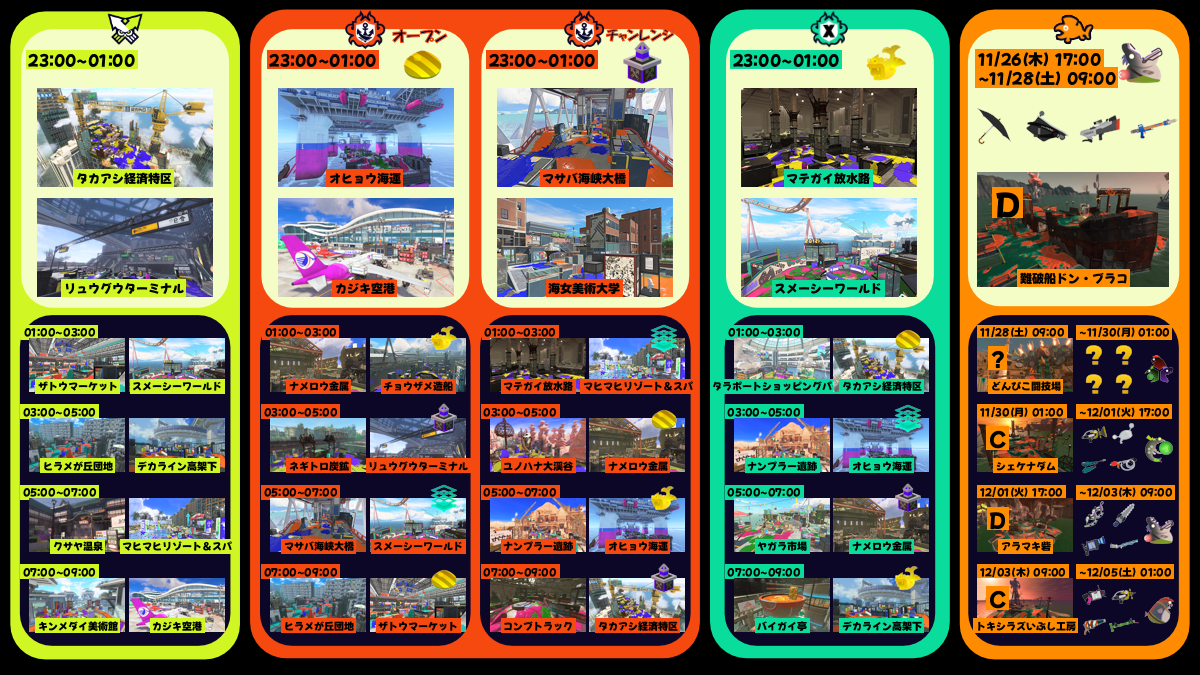 23:00~01:00
タカアシ経済特区
リュウグウターミナル
01:00~03:00
ザトウマーケット
スメーシーワールド
03:00~05:00
ヒラメが丘団地
デカライン高架下
05:00~07:00
クサヤ温泉
マヒマヒリゾート&スパ
07:00~09:00
キンメダイ美術館
カジキ空港
オープン
23:00~01:00
オヒョウ海運
カジキ空港
チャンレンジ
23:00~01:00
マサバ海峡大橋
海女美術大学
01:00~03:00
ナメロウ金属
チョウザメ造船
03:00~05:00
ネギトロ炭鉱
リュウグウターミナル
05:00~07:00
マサバ海峡大橋
スメーシーワールド
07:00~09:00
ヒラメが丘団地
ザトウマーケット
01:00~03:00
マテガイ放水路
マヒマヒリゾート&スパ
03:00~05:00
ユノハナ大渓谷
ナメロウ金属
05:00~07:00
ナンプラー遺跡
オヒョウ海運
07:00~09:00
コンブトラック
タカアシ経済特区
X
23:00~01:00
マテガイ放水路
スメーシーワールド
01:00~03:00
タラポートショッピングパ
タカアシ経済特区
03:00~05:00
ナンプラー遺跡
オヒョウ海運
05:00~07:00
ヤガラ市場
ナメロウ金属
07:00~09:00
バイガイ亭
デカライン高架下
11/26(木) 17:00
~11/28(土) 09:00
D
難破船ドン・ブラコ
11/28(土) 09:00
~11/30(月) 01:00
?
どんぴこ闘技場
? ?
? ?
11/30(月) 01:00
~12/01(火) 17:00
C
シェケナダム
12/01(火) 17:00
~12/03(木) 09:00
D
アラマキ砦
12/03(木) 09:00
~12/05(土) 01:00
C
トキシラズいぶし工房